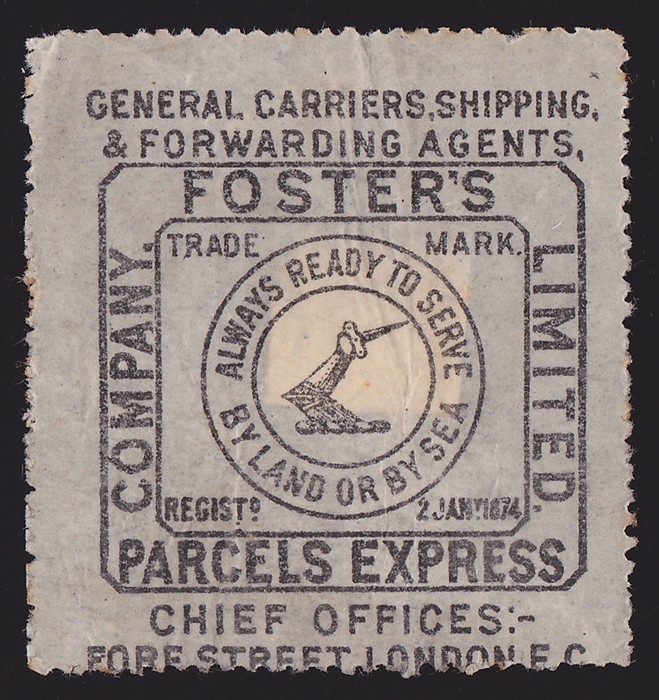 GENERAL CARRIERS, SHIPPING,
& FORWARDING AGENTS,
FOSTER'S
COMPANY.
LIMITED
TRADE MARK.
ALWAYS READY TO SERVE
BY LAND OR BY SEA
REGISTD 2 JANY 1874
PARCELS EXPRESS
CHIEF OFFICES:-
FORE STREET, LONDON E.C.